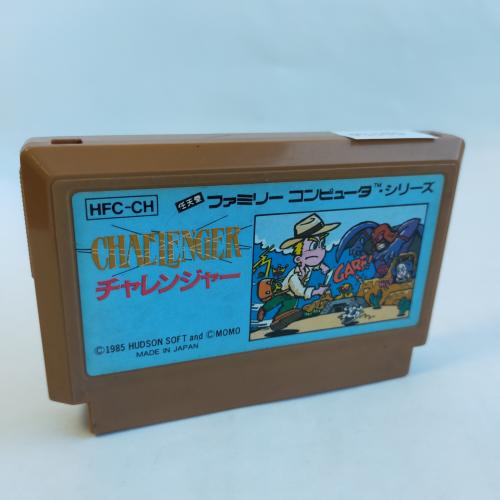 HFC-CH
任天堂 ファミリー コンピュータ™・シリーズ
CHALLENGER
チャレンジャー
GARF!
©1985 HUDSON SOFT and ©MOMO
MADE IN JAPAN